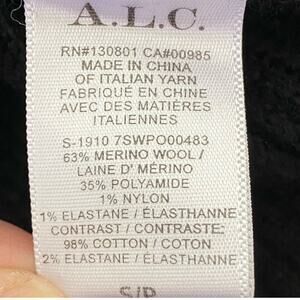 A.L.C.
RN#130801 CA#00985
MADE IN CHINA
OF ITALIAN YARN
FABRIQUÉ EN CHINE
AVEC DES MATIÈRES
ITALIENNES
S-1910 7SWPO00483
63% MERINO WOOL /
LAINE D' MÉRINO
35% POLYAMIDE
1% NYLON
1% ELASTANE / ÉLASTHANNE
CONTRAST / CONTRASTE:
98% COTTON / COTON
2% ELASTANE / ÉLASTHANNE
S/P